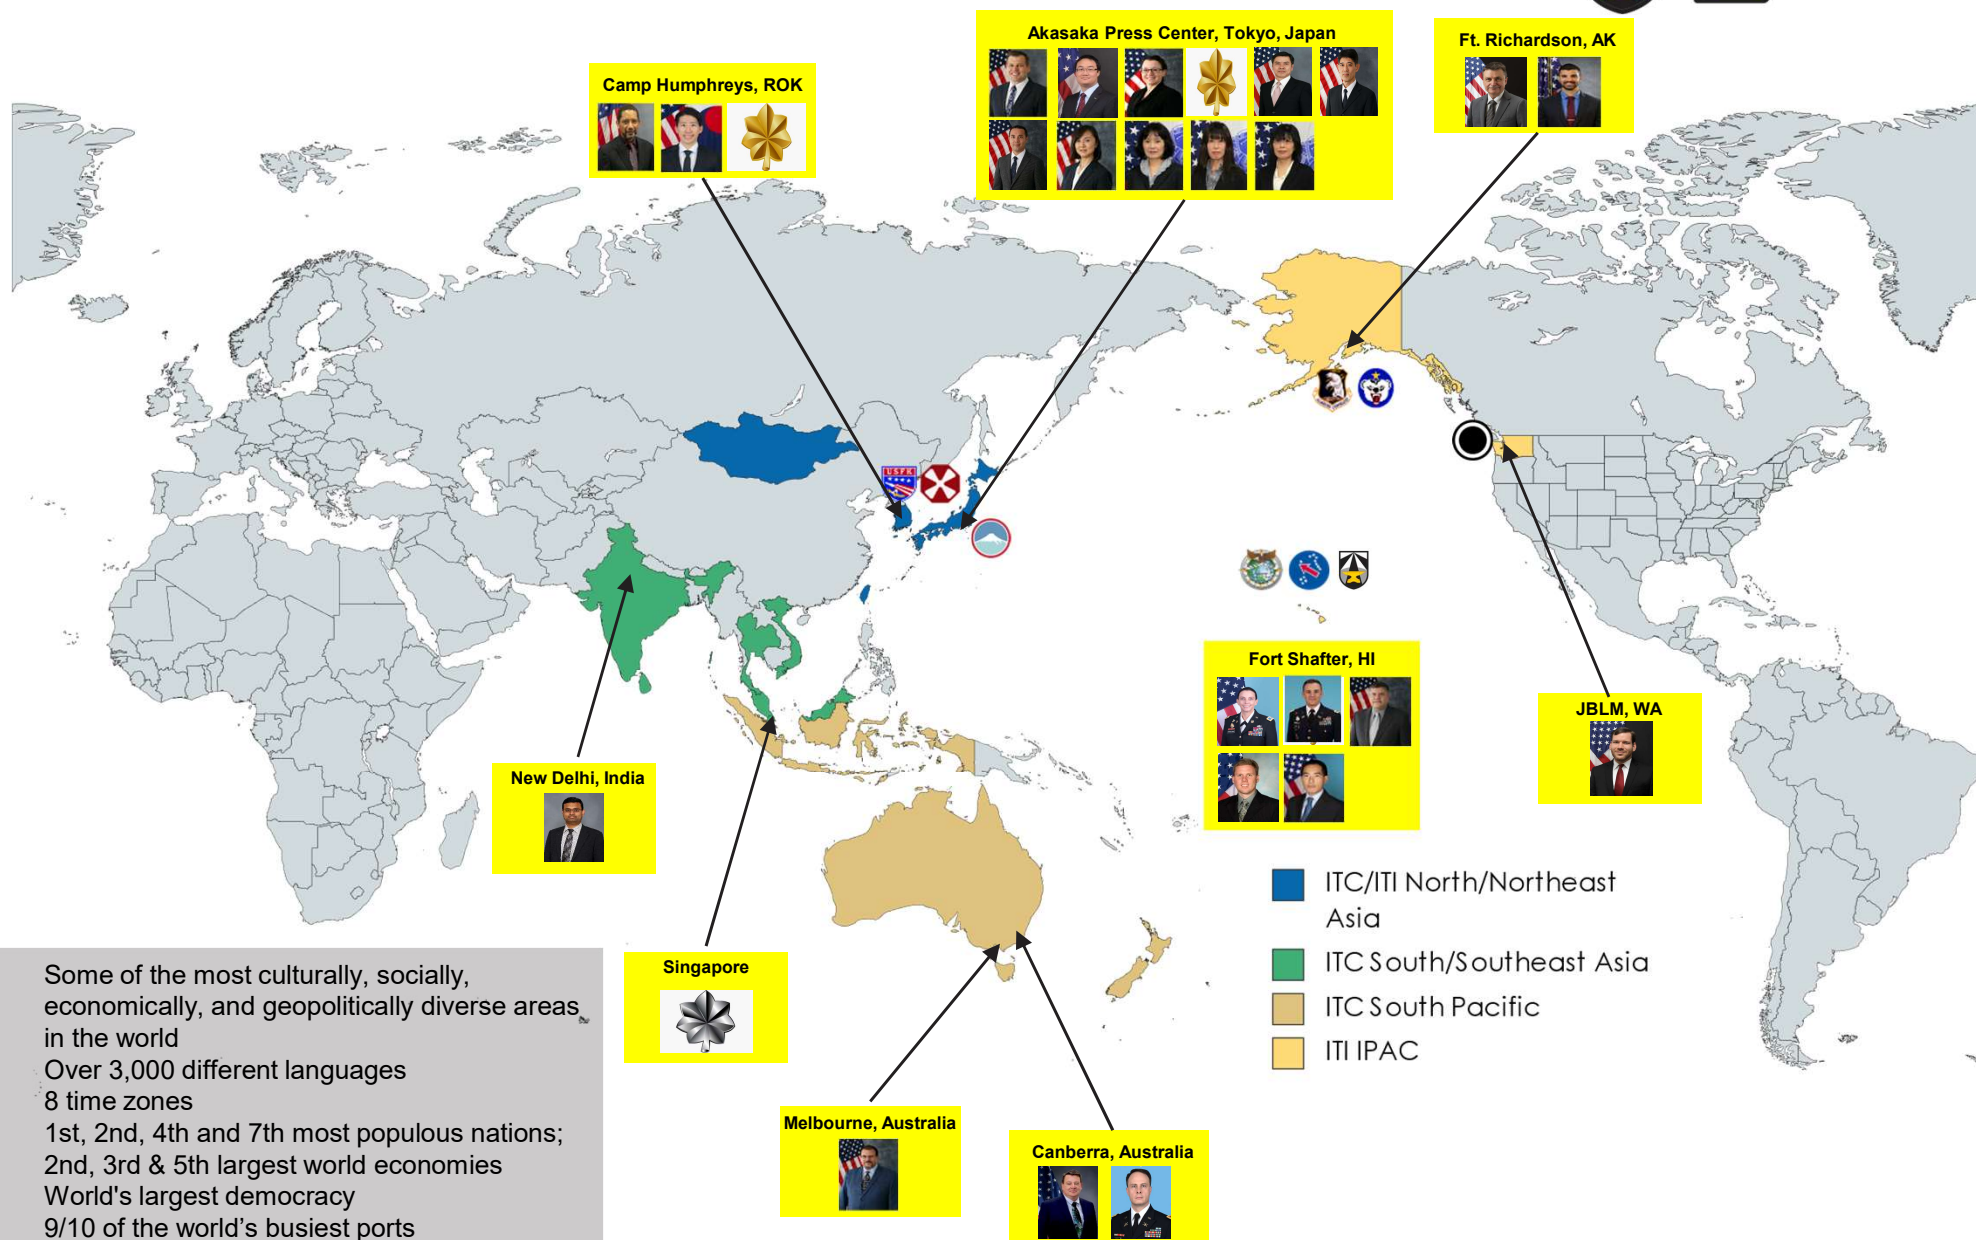 Akasaka Press Center, Tokyo, Japan
Ft. Richardson, AK
Camp Humphreys, ROK
USFK
Fort Shafter, HI
JBLM, WA
New Delhi, India
ITC/ITI North/Northeast
Asia
ITC South/Southeast Asia
ITC South Pacific
ITI IPAC
Singapore
Some of the most culturally, socially,
economically, and geopolitically diverse areas
in the world
Over 3,000 different languages
8 time zones
1st, 2nd, 4th and 7th most populous nations;
2nd, 3rd & 5th largest world economies
World's largest democracy
9/10 of the world’s busiest ports
Melbourne, Australia
Canberra, Australia